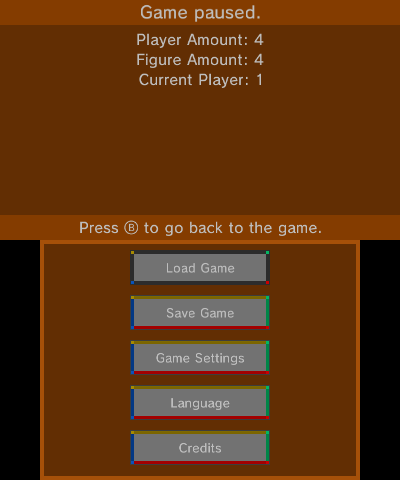 Game paused.
Player Amount: 4
Figure Amount: 4
Current Player: 1
Press Ⓑ to go back to the game.
Load Game
Save Game
Game Settings
Language
Credits